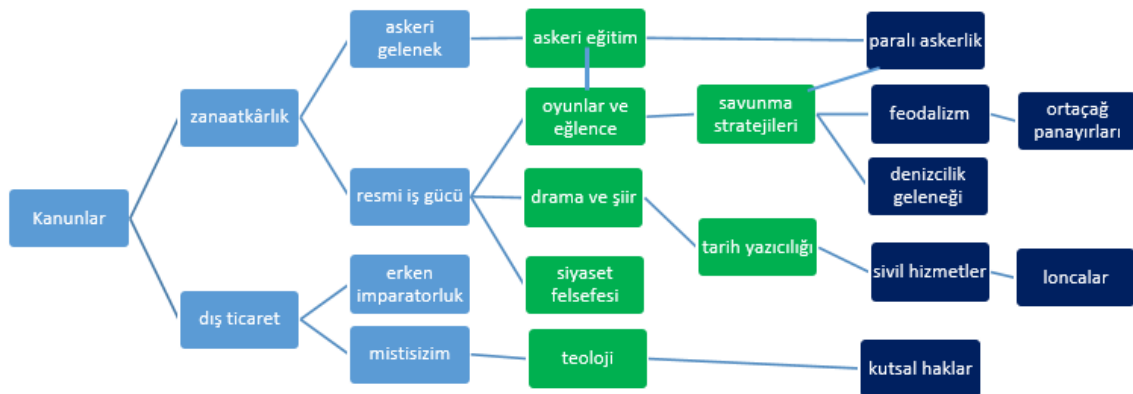 askeri
gelenek
askeri eğitim
paralı askerlik
zanaatkârlık
oyunlar ve
eğlence
savunma
stratejileri
feodalizm
ortaçağ
panayırları
denizcilik
geleneği
resmi iş gücü
drama ve şiir
Kanunlar
tarih yazıcılığı
erken
imparatorluk
siyaset
felsefesi
sivil hizmetler
loncalar
dış ticaret
mistisizim
teoloji
kutsal haklar